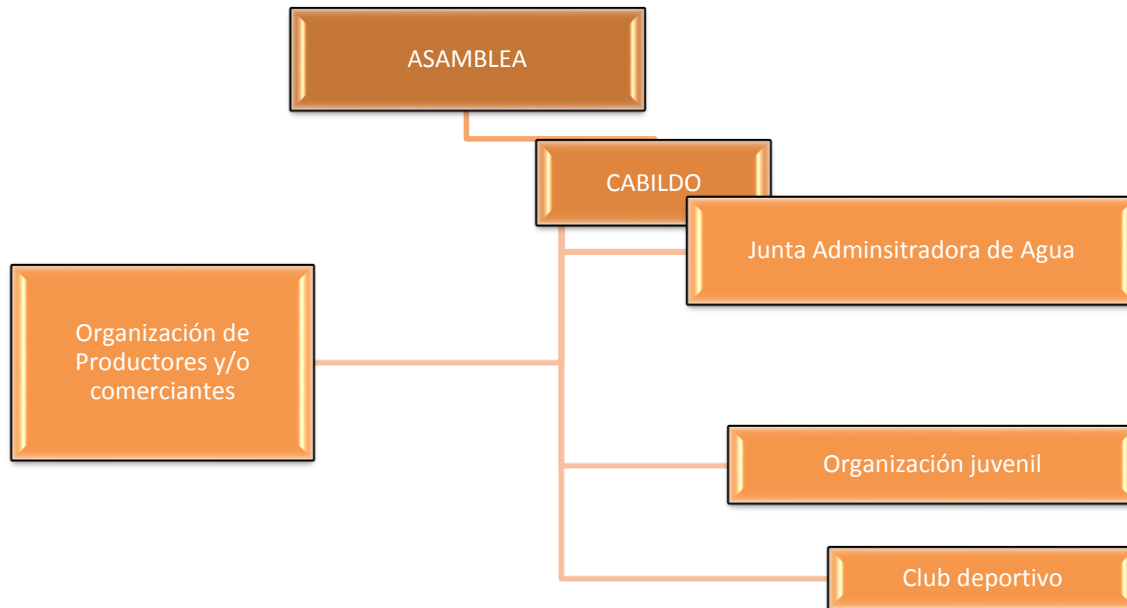 ASAMBLEA
CABILDO
Junta Adminsitradora de Agua
Organización de
Productores y/o
comerciantes
Organización juvenil
Club deportivo